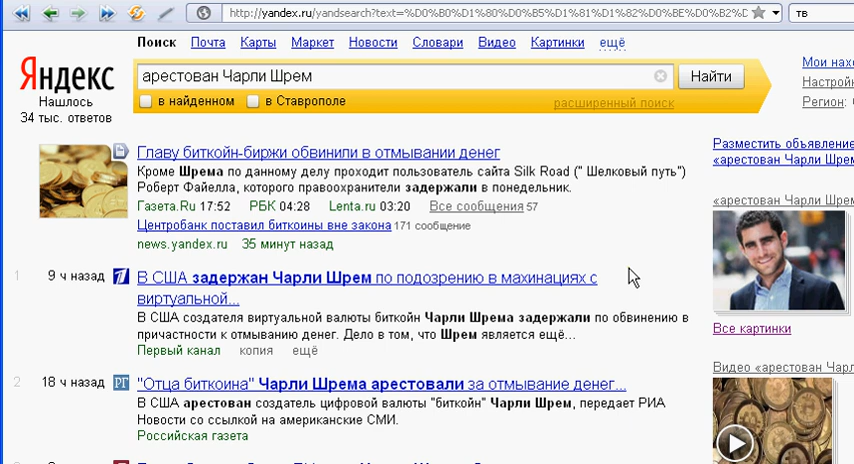 http://yandex.ru/yandsearch?text=%D0%B0%D1%80%D0%B5%D1%81%D1%82%D0%BE%D0%B2%
тв
Поиск Почта Карты Маркет Новости Словари Видео Картинки ещё
Яндекс
Нашлось
34 тыс. ответов
арестован Чарли Шрем
Найти
в найденном в Ставрополе
расширенный поиск
Мои нахо
Настрой
Регион:
Главу биткойн-биржи обвинили в отмывании денег
Кроме Шрема по данному делу проходит пользователь сайта Silk Road (" Шелковый путь")
Роберт Файелла, которого правоохранители задержали в понедельник.
Газета.Ru 17:52 РБК 04:28 Lenta.ru 03:20 Все сообщения 57
Центробанк поставил биткоины вне закона 171 сообщение
news.yandex.ru 35 минут назад
1 9 ч назад В США задержан Чарли Шрем по подозрению в махинациях с
виртуальной...
В США создателя виртуальной валюты биткойн Чарли Шрема задержали по обвинению в
причастности к отмыванию денег. Дело в том, что Шрем является ещё...
Первый канал копия ещё
2 18 ч назад РГ "Отца биткоина" Чарли Шрема арестовали за отмывание денег...
В США арестован создатель цифровой валюты "биткойн" Чарли Шрем, передает РИА
Новости со ссылкой на американские СМИ.
Российская газета
Разместить объявление
«арестован Чарли Шрем
«арестован Чарли Шрем
Все картинки
Видео «арестован Чарл